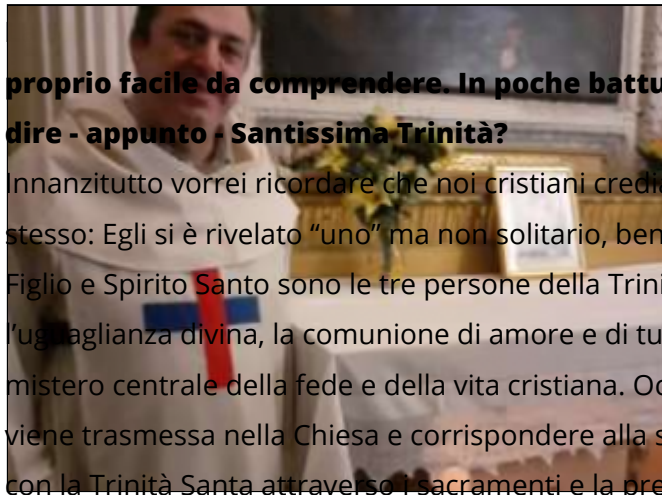 proprio facile da comprendere. In poche battu
dire - appunto - Santissima Trinità?
Innanzitutto vorrei ricordare che noi cristiani credi
stesso: Egli si è rivelato “uno” ma non solitario, ben
Figlio e Spirito Santo sono le tre persone della Trini
l’uguaglianza divina, la comunione di amore e di tu
mistero centrale della fede e della vita cristiana. Oc
viene trasmessa nella Chiesa e corrispondere alla s
con la Trinità Santa attraverso i sacramenti e la pre